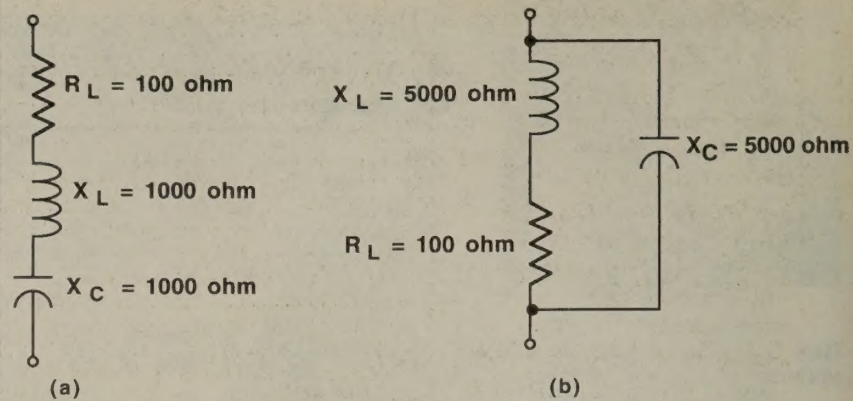 R L = 100 ohm
X L = 1000 ohm
X C = 1000 ohm
(a)
X L = 5000 ohm
R L = 100 ohm
X C = 5000 ohm
(b)